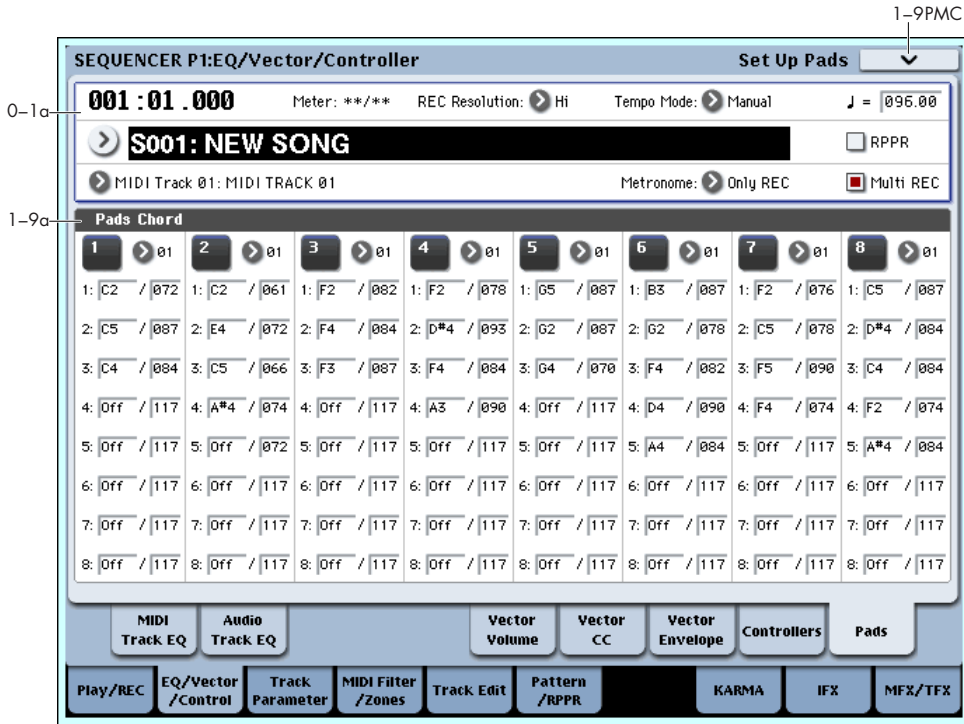 1–9PMC
SEQUENCER P1:EQ/Vector/Controller Set Up Pads
0–1a
001:01.000 Meter: **/** REC Resolution: Hi Tempo Mode: Manual ♩ = 096.00
S001: NEW SONG RPPR
MIDI Track 01: MIDI TRACK 01 Metronome: Only REC Multi REC
1–9a
Pads Chord
1 01 2 01 3 01 4 01 5 01 6 01 7 01 8 01
1: C2 / 072 1: C2 / 061 1: F2 / 082 1: F2 / 078 1: G5 / 087 1: B3 / 087 1: F2 / 076 1: C5 / 087
2: C5 / 087 2: E4 / 072 2: F4 / 084 2: D#4 / 093 2: G2 / 087 2: G2 / 078 2: C5 / 078 2: D#4 / 084
3: C4 / 084 3: C5 / 066 3: F3 / 087 3: F4 / 084 3: G4 / 070 3: F4 / 082 3: F5 / 090 3: C4 / 084
4: Off / 117 4: A#4 / 074 4: Off / 117 4: A3 / 090 4: Off / 117 4: D4 / 090 4: F4 / 074 4: F2 / 074
5: Off / 117 5: Off / 072 5: Off / 117 5: Off / 117 5: Off / 117 5: A4 / 084 5: Off / 117 5: A#4 / 084
6: Off / 117 6: Off / 117 6: Off / 117 6: Off / 117 6: Off / 117 6: Off / 117 6: Off / 117 6: Off / 117
7: Off / 117 7: Off / 117 7: Off / 117 7: Off / 117 7: Off / 117 7: Off / 117 7: Off / 117 7: Off / 117
8: Off / 117 8: Off / 117 8: Off / 117 8: Off / 117 8: Off / 117 8: Off / 117 8: Off / 117 8: Off / 117
MIDI Audio Vector Vector Vector Controllers Pads
Track EQ Track EQ Volume CC Envelope
Play/REC EQ/Vector Track MIDI Filter Track Edit Pattern KARMA IFX MFX/TFX
/Control Parameter /Zones /RPPR